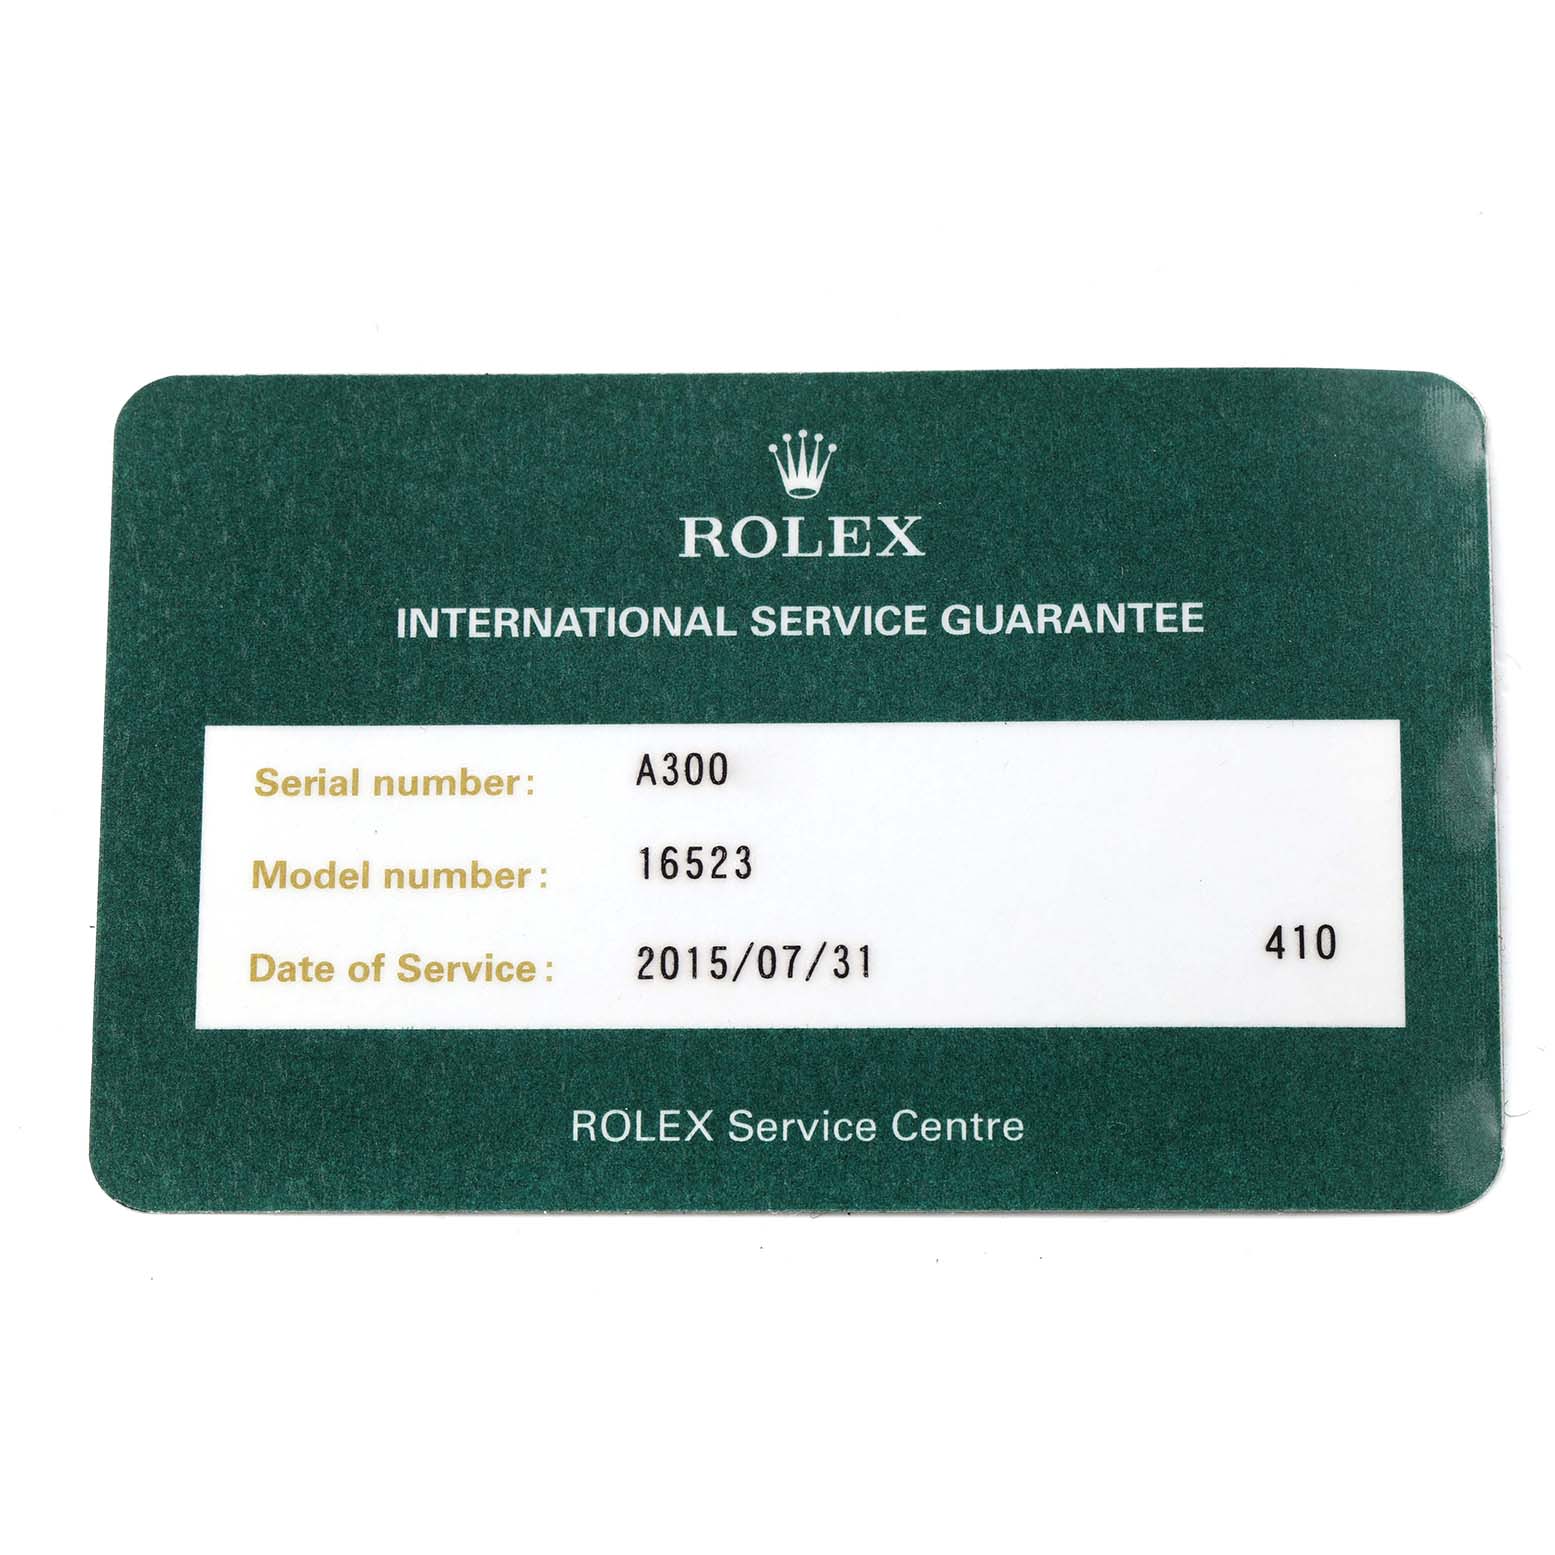 ROLEX
INTERNATIONAL SERVICE GUARANTEE
Serial number: A300
Model number: 16523
Date of Service: 2015/07/31 410
ROLEX Service Centre